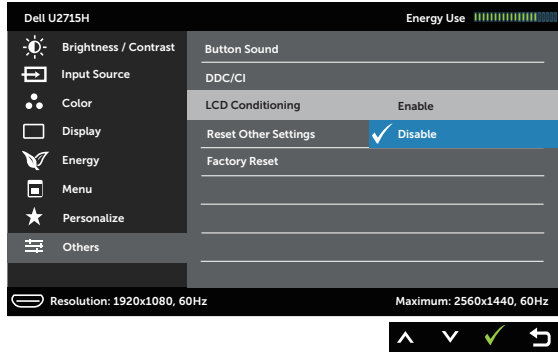 Dell U2715H Energy Use
Brightness / Contrast Button Sound
Input Source DDC/CI
Color LCD Conditioning Enable
Display Reset Other Settings Disable
Energy Factory Reset
Menu
Personalize
Others
Resolution: 1920x1080, 60Hz Maximum: 2560x1440, 60Hz